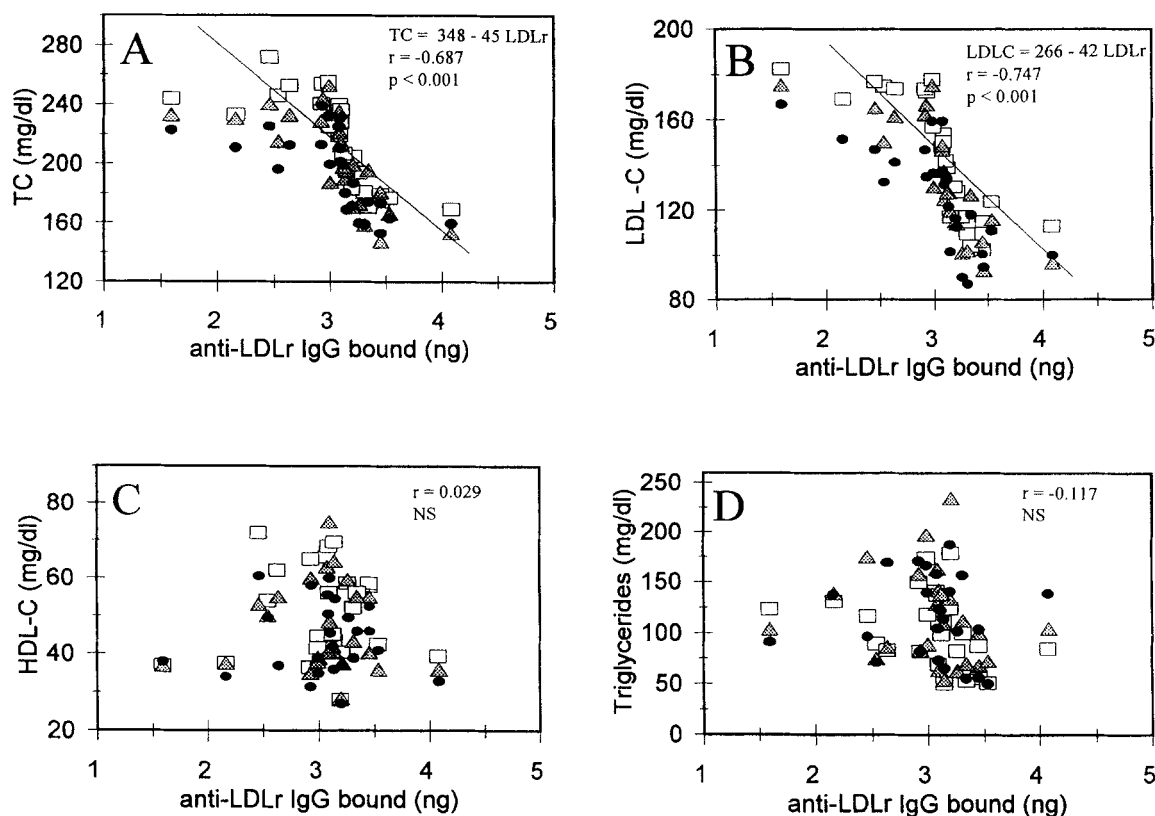 A
TC = 348 - 45 LDLr
r = -0.687
p < 0.001
TC (mg/dl)
280
240
200
160
120
1 2 3 4 5
anti-LDLr IgG bound (ng)
B
LDLC = 266 - 42 LDLr
r = -0.747
p < 0.001
LDL -C (mg/dl)
200
160
120
80
1 2 3 4 5
anti-LDLr IgG bound (ng)
C
r = 0.029
NS
HDL-C (mg/dl)
80
60
40
20
1 2 3 4 5
anti-LDLr IgG bound (ng)
D
r = -0.117
NS
Triglycerides (mg/dl)
250
200
150
100
50
0
1 2 3 4 5
anti-LDLr IgG bound (ng)